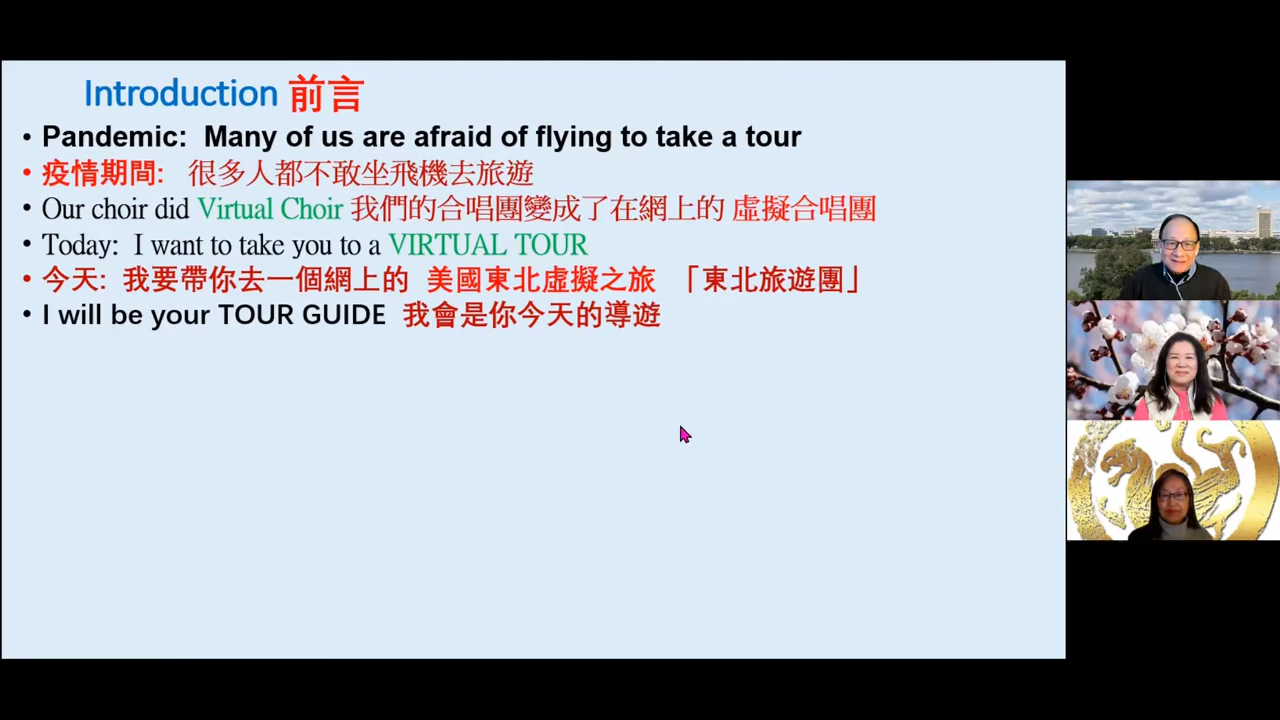 Introduction 前言
• Pandemic: Many of us are afraid of flying to take a tour
• 疫情期間: 很多人都不敢坐飛機去旅遊
• Our choir did Virtual Choir 我們的合唱團變成了在網上的 虛擬合唱團
• Today: I want to take you to a VIRTUAL TOUR
• 今天: 我要帶你去一個網上的 美國東北虛擬之旅 「東北旅遊團」
• I will be your TOUR GUIDE 我會是你今天的導遊